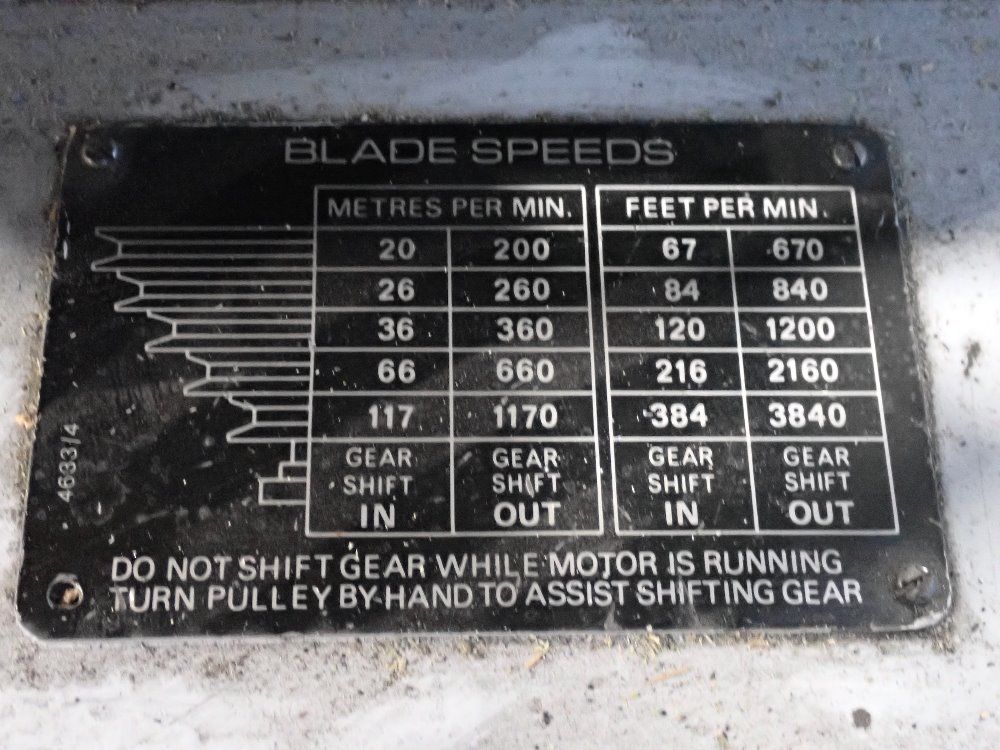 BLADE SPEEDS
METRES PER MIN. FEET PER MIN.
20 200 67 670
26 260 84 840
36 360 120 1200
66 660 216 2160
117 1170 384 3840
GEAR GEAR GEAR GEAR
SHIFT SHIFT SHIFT SHIFT
IN OUT IN OUT
4633/4
DO NOT SHIFT GEAR WHILE MOTOR IS RUNNING
TURN PULLEY BY HAND TO ASSIST SHIFTING GEAR